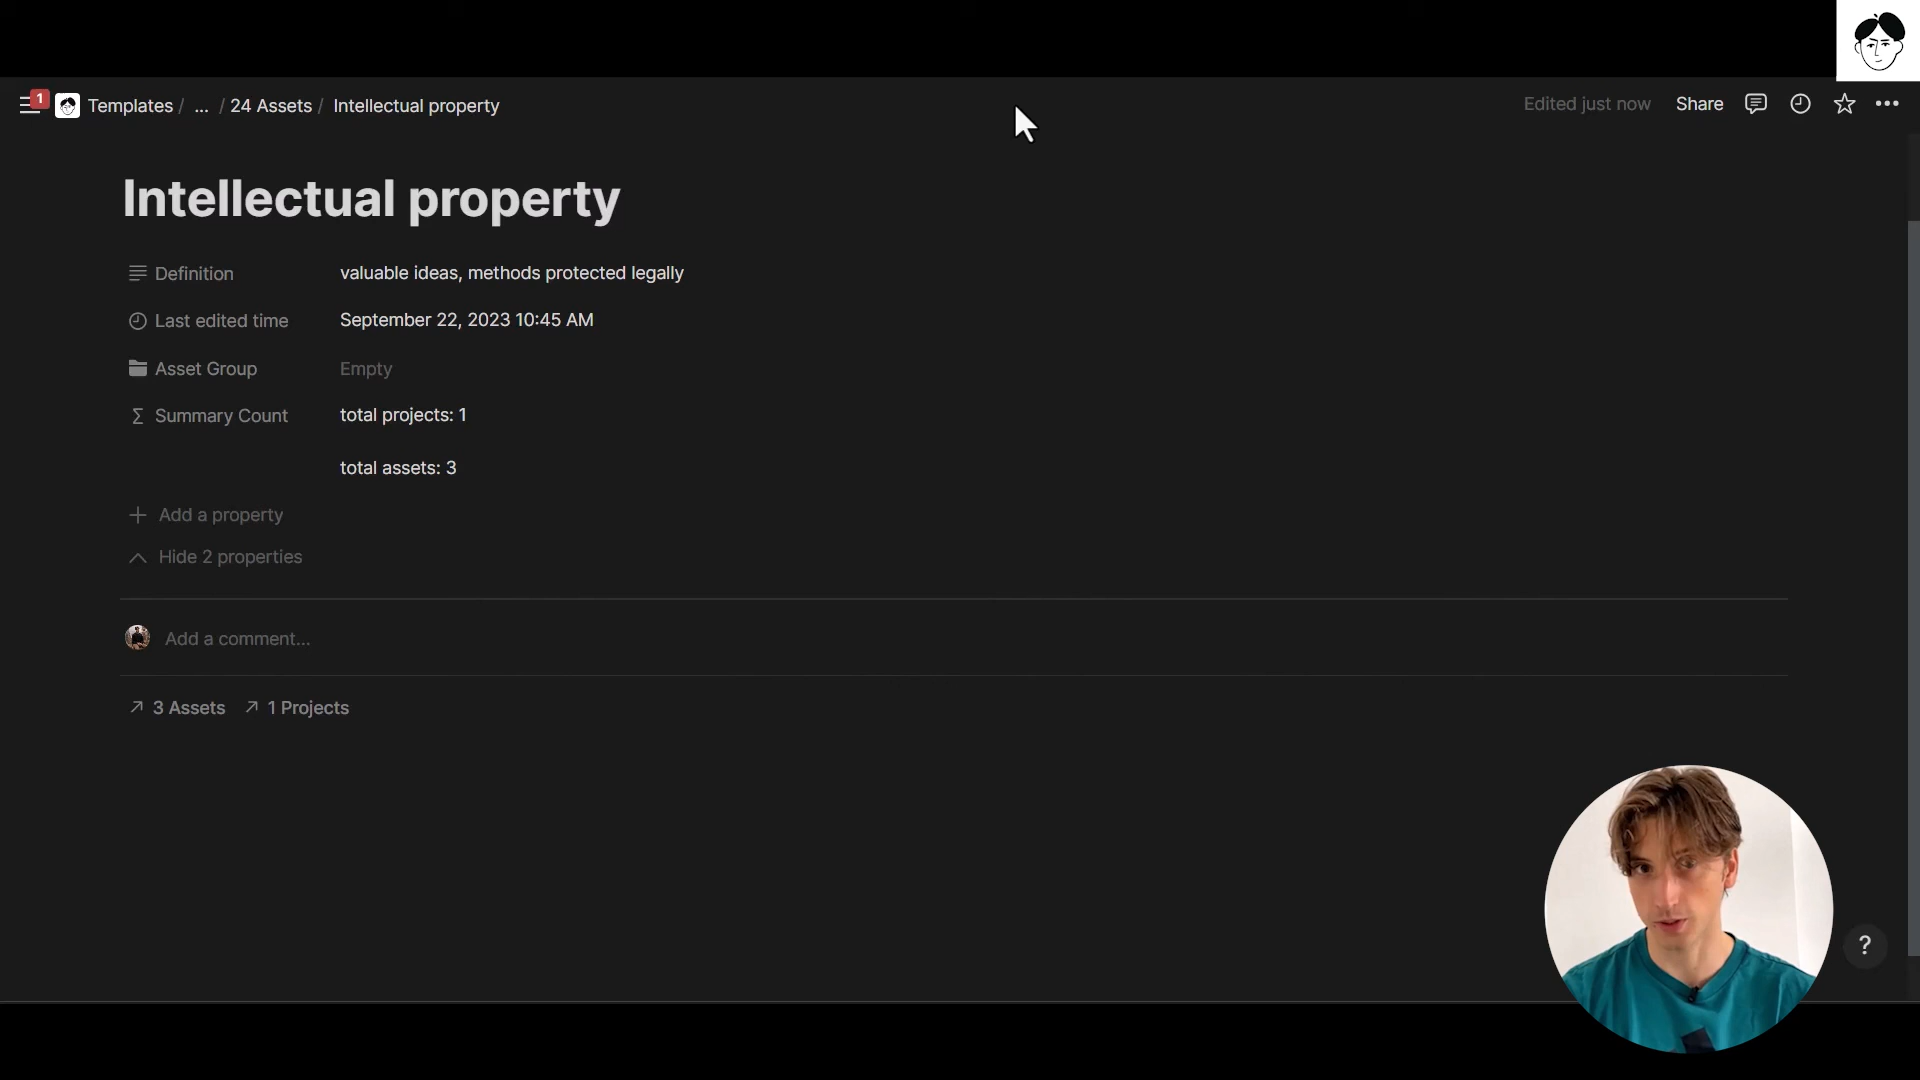 1
Templates / ... / 24 Assets / Intellectual property
Edited just now Share
Intellectual property
Definition valuable ideas, methods protected legally
Last edited time September 22, 2023 10:45 AM
Asset Group Empty
Summary Count total projects: 1
total assets: 3
Add a property
Hide 2 properties
Add a comment...
3 Assets 1 Projects
?